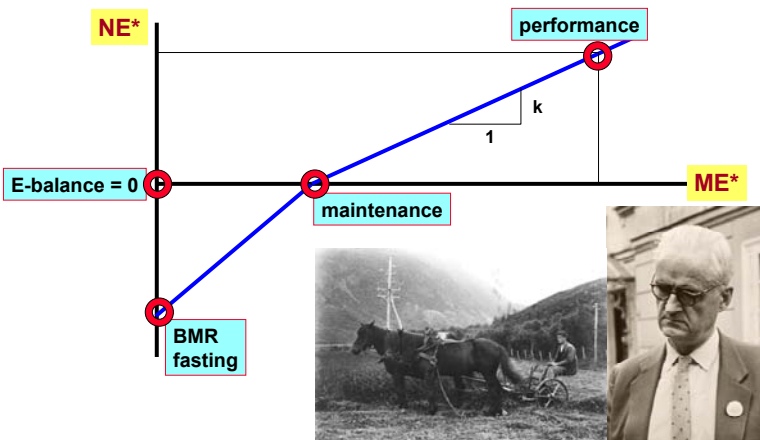 NE*
performance
k
1
E-balance = 0
ME*
maintenance
BMR
fasting